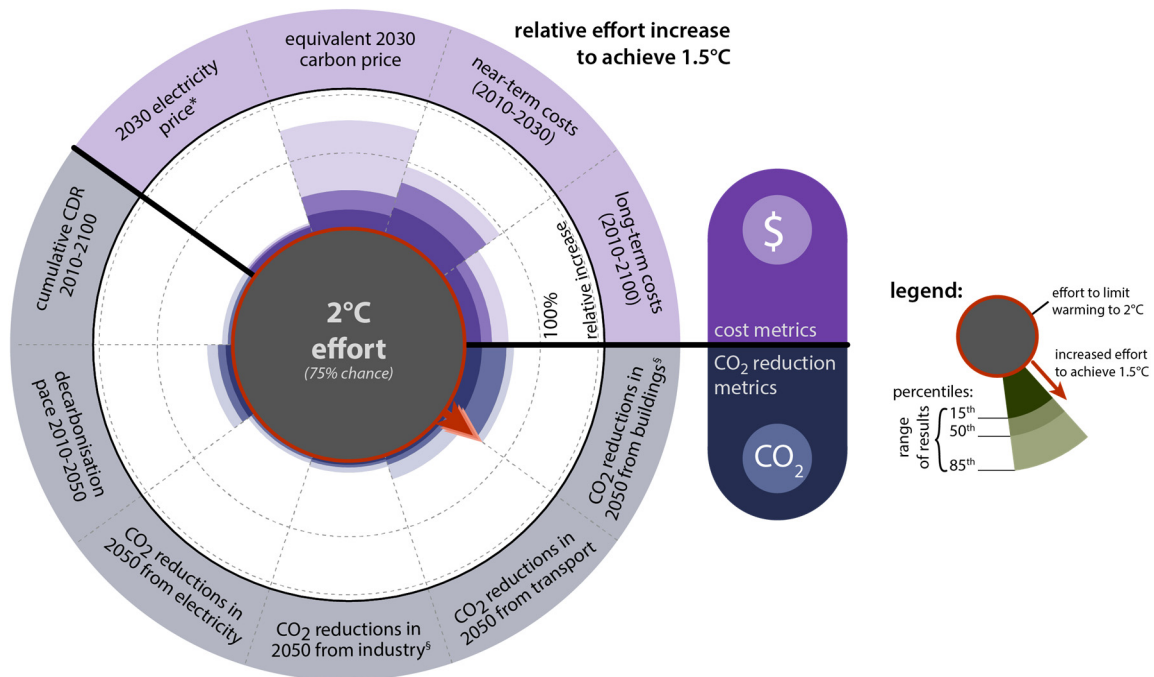 relative effort increase
to achieve 1.5°C
equivalent 2030
carbon price
near-term costs
(2010-2030)
long-term costs
(2010-2100)
2030 electricity
price*
cumulative CDR
2010-2100
decarbonisation
pace 2010-2050
CO2 reductions in
2050 from electricity
CO2 reductions in
2050 from industry§
CO2 reductions in
2050 from transport
CO2 reductions in
2050 from buildings§
100%
relative increase
2°C
effort
(75% chance)
$
cost metrics
CO2 reduction
metrics
CO2
legend:
effort to limit
warming to 2°C
increased effort
to achieve 1.5°C
percentiles:
range
of results
15th
50th
85th